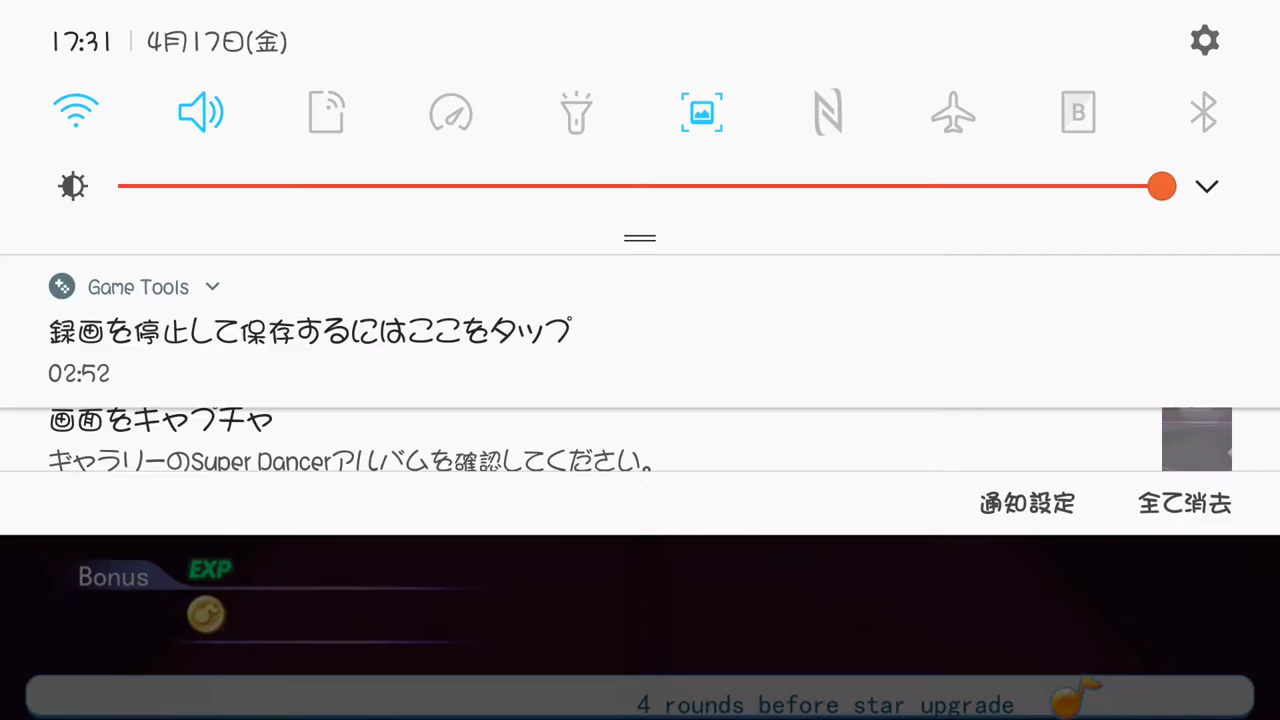 17:31 4月17日(金)
B
Game Tools
録画を停止して保存するにはここをタップ
02:52
画面をキャプチャ
ギャラリーのSuper Dancerアルバムを確認してください。
通知設定 全て消去
Bonus EXP
4 rounds before star upgrade